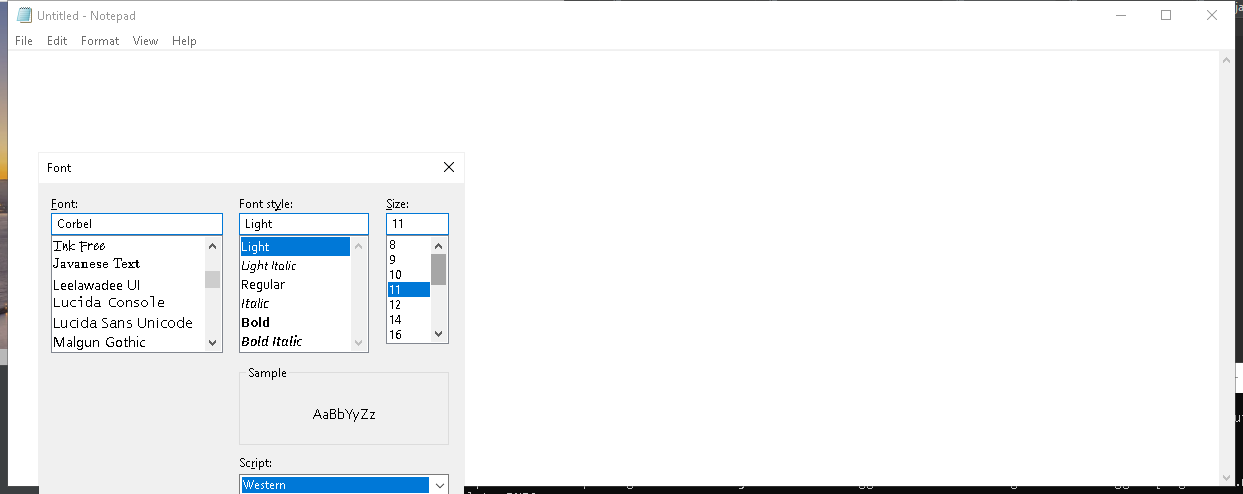 Untitled - Notepad
File Edit Format View Help
Font
Font: Font style: Size:
Corbel Light 11
Ink Free
Javanese Text
Leelawadee UI
Lucida Console
Lucida Sans Unicode
Malgun Gothic
Light
Light Italic
Regular
Italic
Bold
Bold Italic
8
9
10
11
12
14
16
Sample
AaBbYyZz
Script:
Western